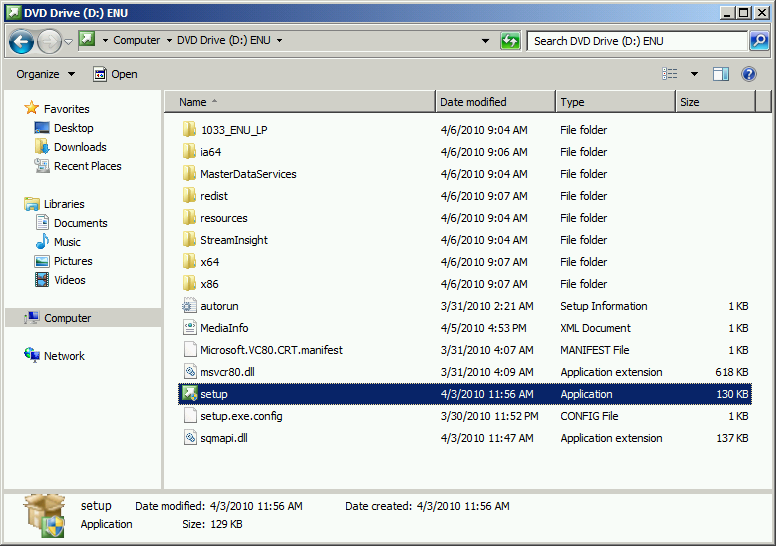 DVD Drive (D:) ENU
Computer DVD Drive (D:) ENU Search DVD Drive (D:) ENU
Organize Open
Favorites
Desktop
Downloads
Recent Places
Libraries
Documents
Music
Pictures
Videos
Computer
Network
Name Date modified Type Size
1033_ENU_LP 4/6/2010 9:04 AM File folder
ia64 4/6/2010 9:06 AM File folder
MasterDataServices 4/6/2010 9:04 AM File folder
redist 4/6/2010 9:07 AM File folder
resources 4/6/2010 9:04 AM File folder
StreamInsight 4/6/2010 9:04 AM File folder
x64 4/6/2010 9:07 AM File folder
x86 4/6/2010 9:04 AM File folder
autorun 3/31/2010 2:21 AM Setup Information 1 KB
MediaInfo 4/5/2010 4:53 PM XML Document 1 KB
Microsoft.VC80.CRT.manifest 3/31/2010 4:07 AM MANIFEST File 1 KB
msvcr80.dll 3/31/2010 4:09 AM Application extension 618 KB
setup 4/3/2010 11:56 AM Application 130 KB
setup.exe.config 3/30/2010 11:52 PM CONFIG File 1 KB
sqmapi.dll 4/3/2010 11:47 AM Application extension 137 KB
setup Date modified: 4/3/2010 11:56 AM Date created: 4/3/2010 11:56 AM
Application Size: 129 KB